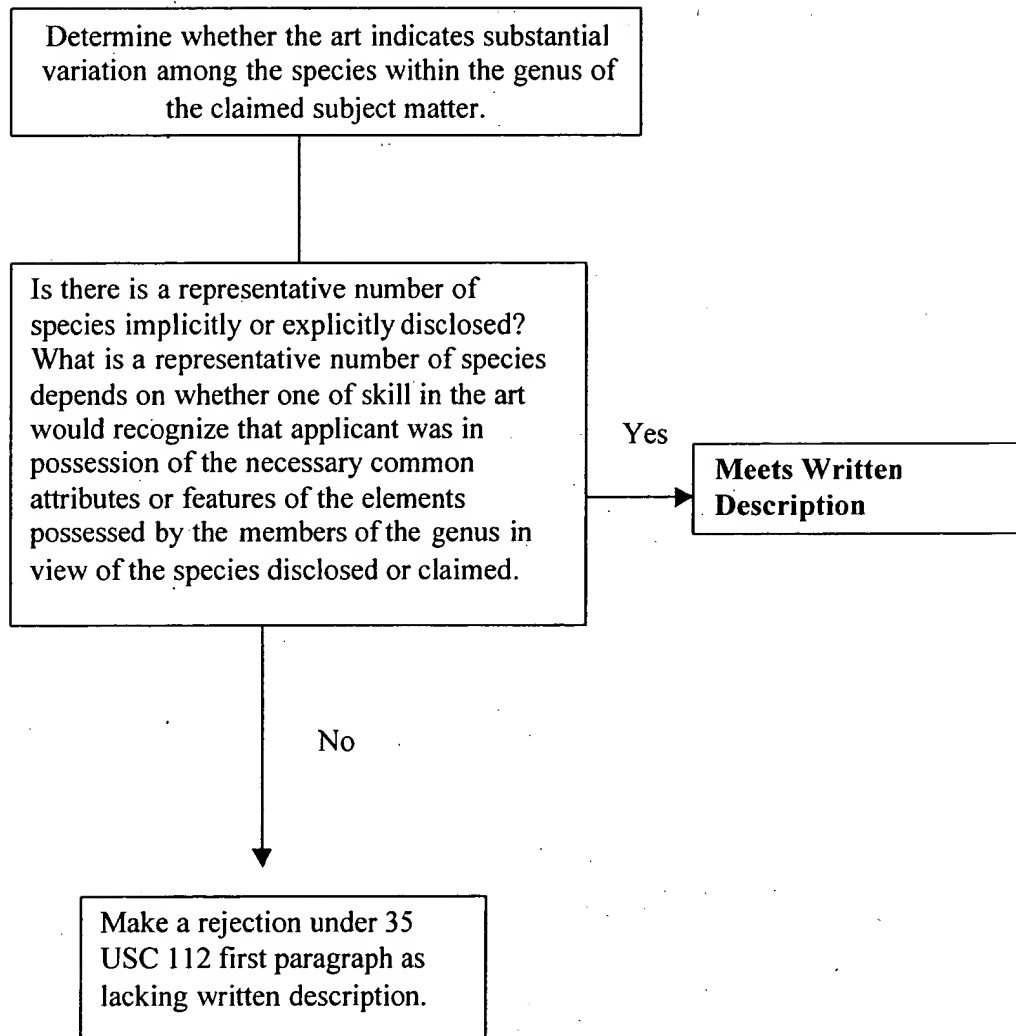 Determine whether the art indicates substantial
variation among the species within the genus of
the claimed subject matter.
Is there is a representative number of
species implicitly or explicitly disclosed?
What is a representative number of species
depends on whether one of skill in the art
would recognize that applicant was in
possession of the necessary common
attributes or features of the elements
possessed by the members of the genus in
view of the species disclosed or claimed.
Yes
Meets Written
Description
No
Make a rejection under 35
USC 112 first paragraph as
lacking written description.